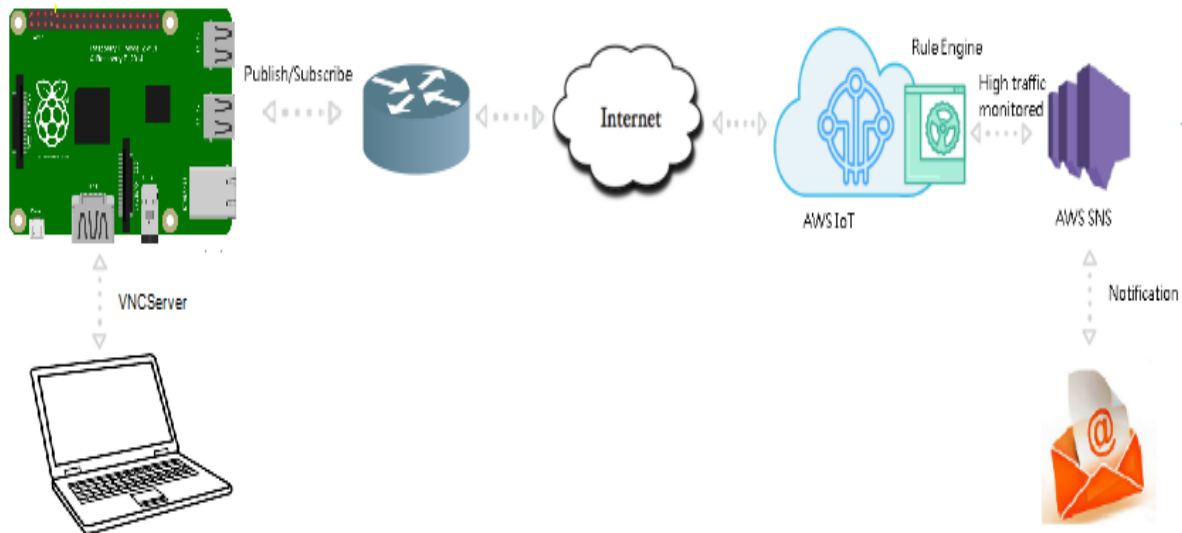 Publish/Subscribe
Internet
Rule Engine
High traffic
monitored
AWS IoT
AWS SNS
VNCServer
Notification
@